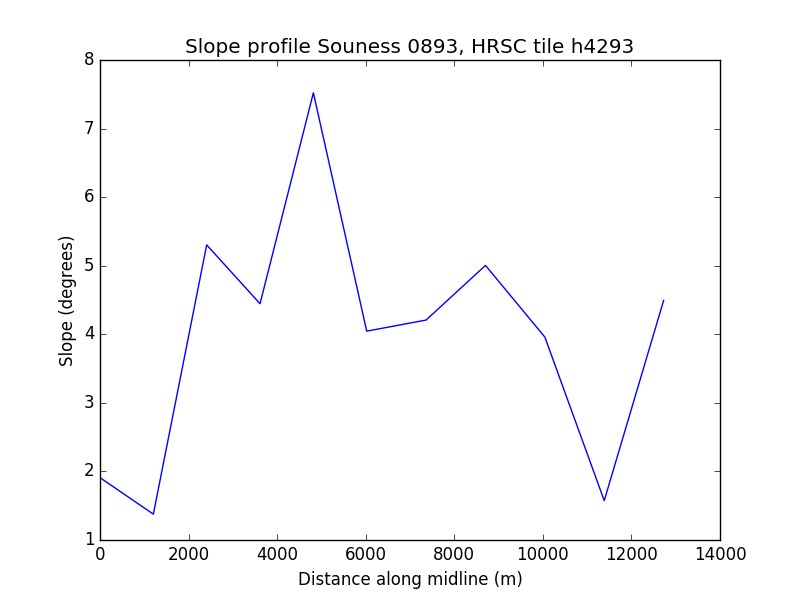 Slope profile Souness 0893, HRSC tile h4293
8
7
6
5
4
3
2
1
Slope (degrees)
0 2000 4000 6000 8000 10000 12000 14000
Distance along midline (m)